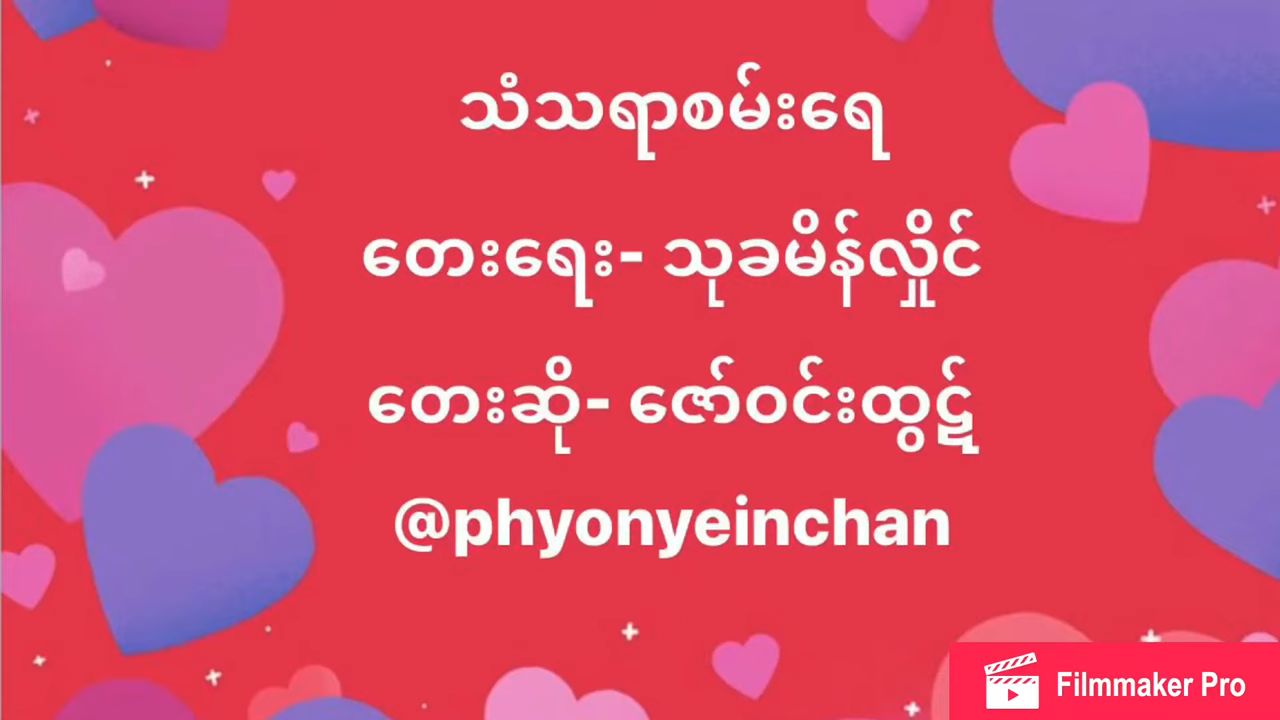 သံသရာစမ်းရေ
တေးရေး- သုခမိန်လှိုင်
တေးဆို- ဇော်ဝင်းထွဋ်
@phyonyeinchan
Filmmaker Pro